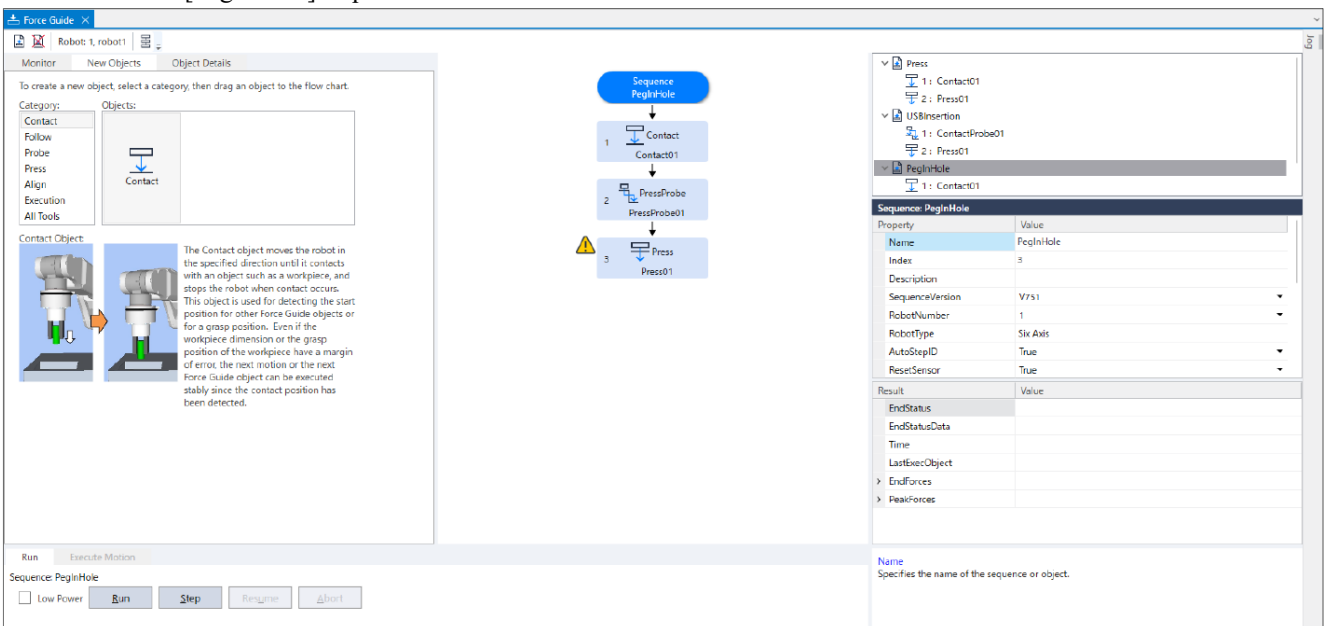 Force Guide
Robot: 1, robot1
Jog
Monitor New Objects Object Details
To create a new object, select a category, then drag an object to the flow chart.
Category: Objects:
Contact
Follow
Probe
Press
Align
Execution
All Tools
Contact
Contact Object:
The Contact object moves the robot in
the specified direction until it contacts
with an object such as a workpiece, and
stops the robot when contact occurs.
This object is used for detecting the start
position for other Force Guide objects or
for a grasp position. Even if the
workpiece dimension or the grasp
position of the workpiece have a margin
of error, the next motion or the next
Force Guide object can be executed
stably since the contact position has
been detected.
Sequence
PegInHole
1 Contact
Contact01
2 PressProbe
PressProbe01
3 Press
Press01
Press
1 : Contact01
2 : Press01
USBInsertion
1 : ContactProbe01
2 : Press01
PegInHole
1 : Contact01
Sequence: PegInHole
Property Value
Name PegInHole
Index 3
Description
SequenceVersion V751
RobotNumber 1
RobotType Six Axis
AutoStepID True
ResetSensor True
Result Value
EndStatus
EndStatusData
Time
LastExecObject
EndForces
PeakForces
Name
Specifies the name of the sequence or object.
Run Execute Motion
Sequence: PegInHole
Low Power Run Step Resume Abort